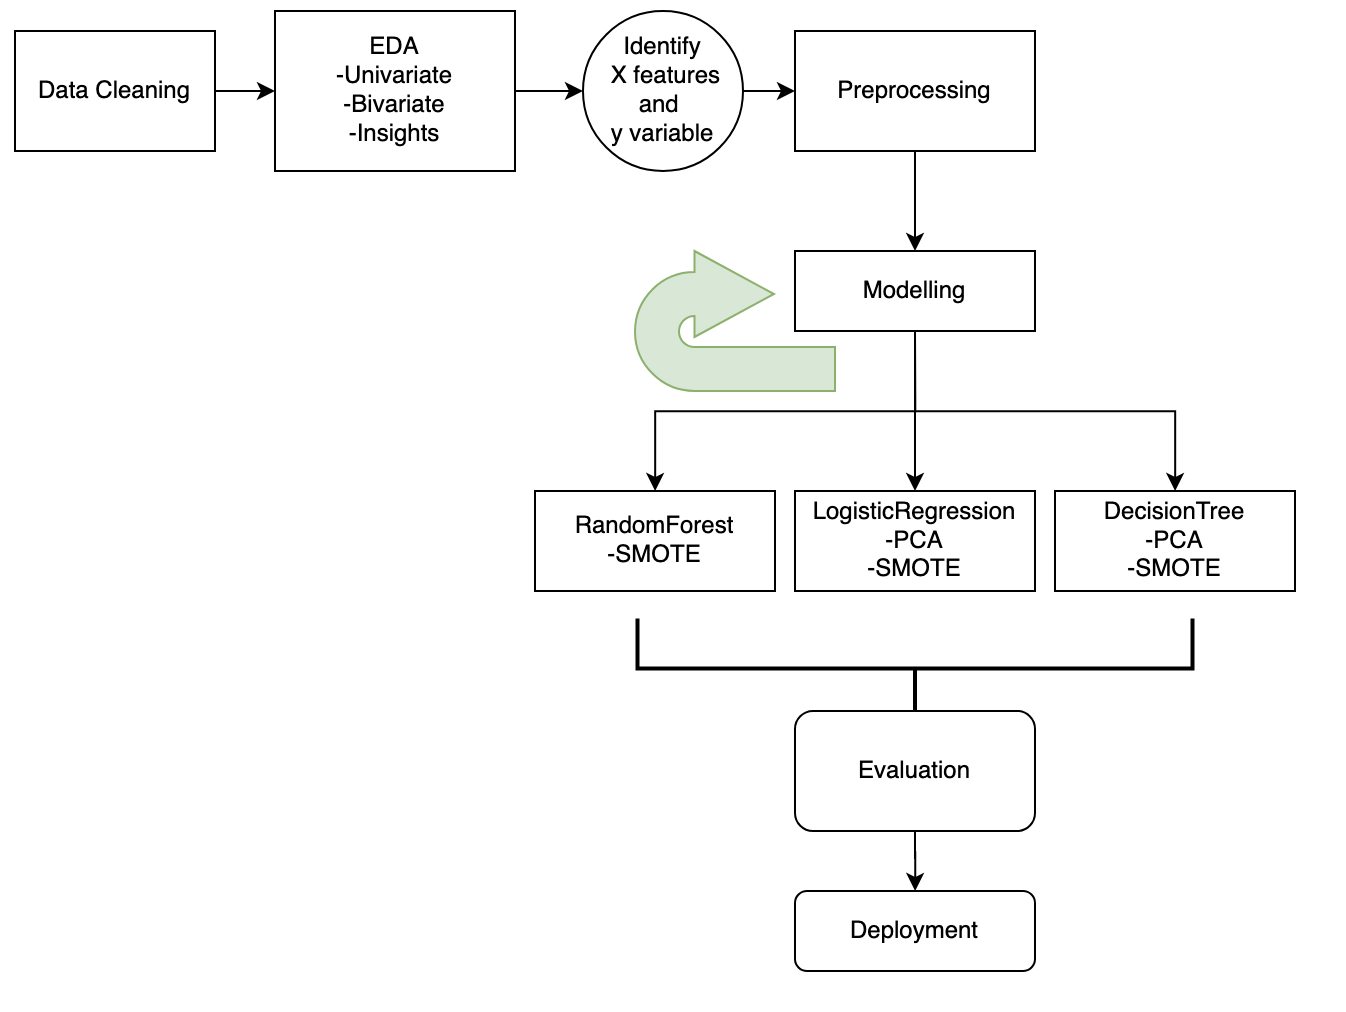 Data Cleaning
EDA
-Univariate
-Bivariate
-Insights
Identify
X features
and
y variable
Preprocessing
Modelling
RandomForest
-SMOTE
LogisticRegression
-PCA
-SMOTE
DecisionTree
-PCA
-SMOTE
Evaluation
Deployment